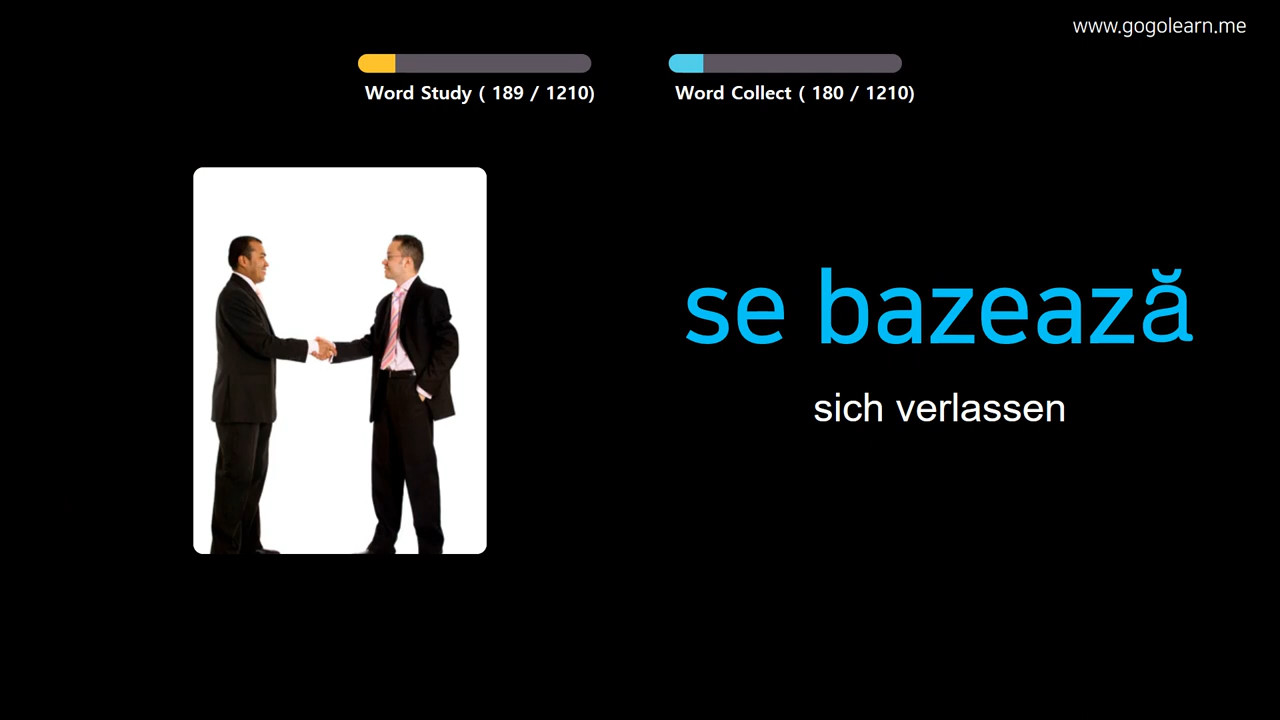 www.gogolearn.me
Word Study ( 189 / 1210)
Word Collect ( 180 / 1210)
se bazează
sich verlassen